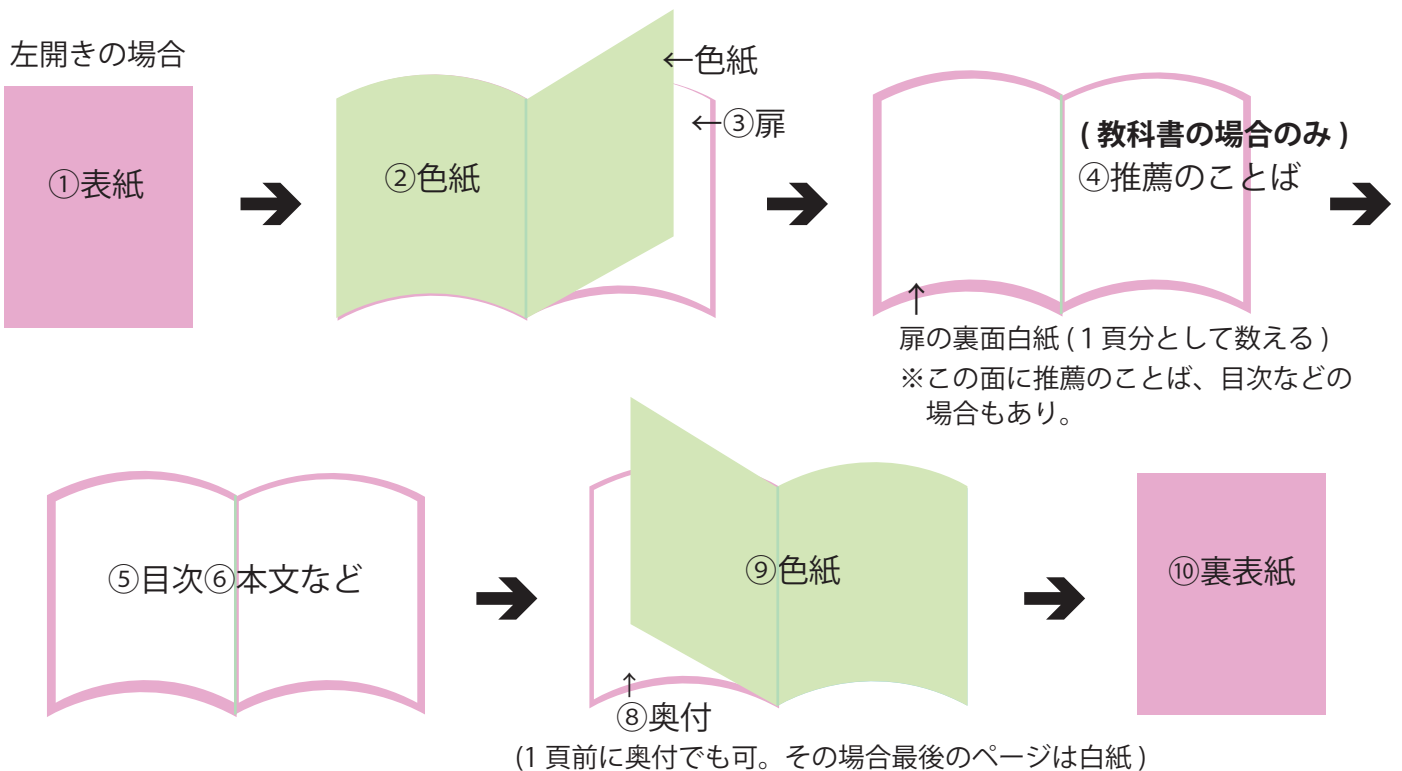 左開きの場合
①表紙
②色紙
←色紙
←③扉
( 教科書の場合のみ )
④推薦のことば
↑
扉の裏面白紙 ( 1 頁分として数える )
※この面に推薦のことば、目次などの
場合もあり。
⑤目次⑥本文など
↑
⑧奥付
(1 頁前に奥付でも可。その場合最後のページは白紙 )
⑨色紙
⑩裏表紙